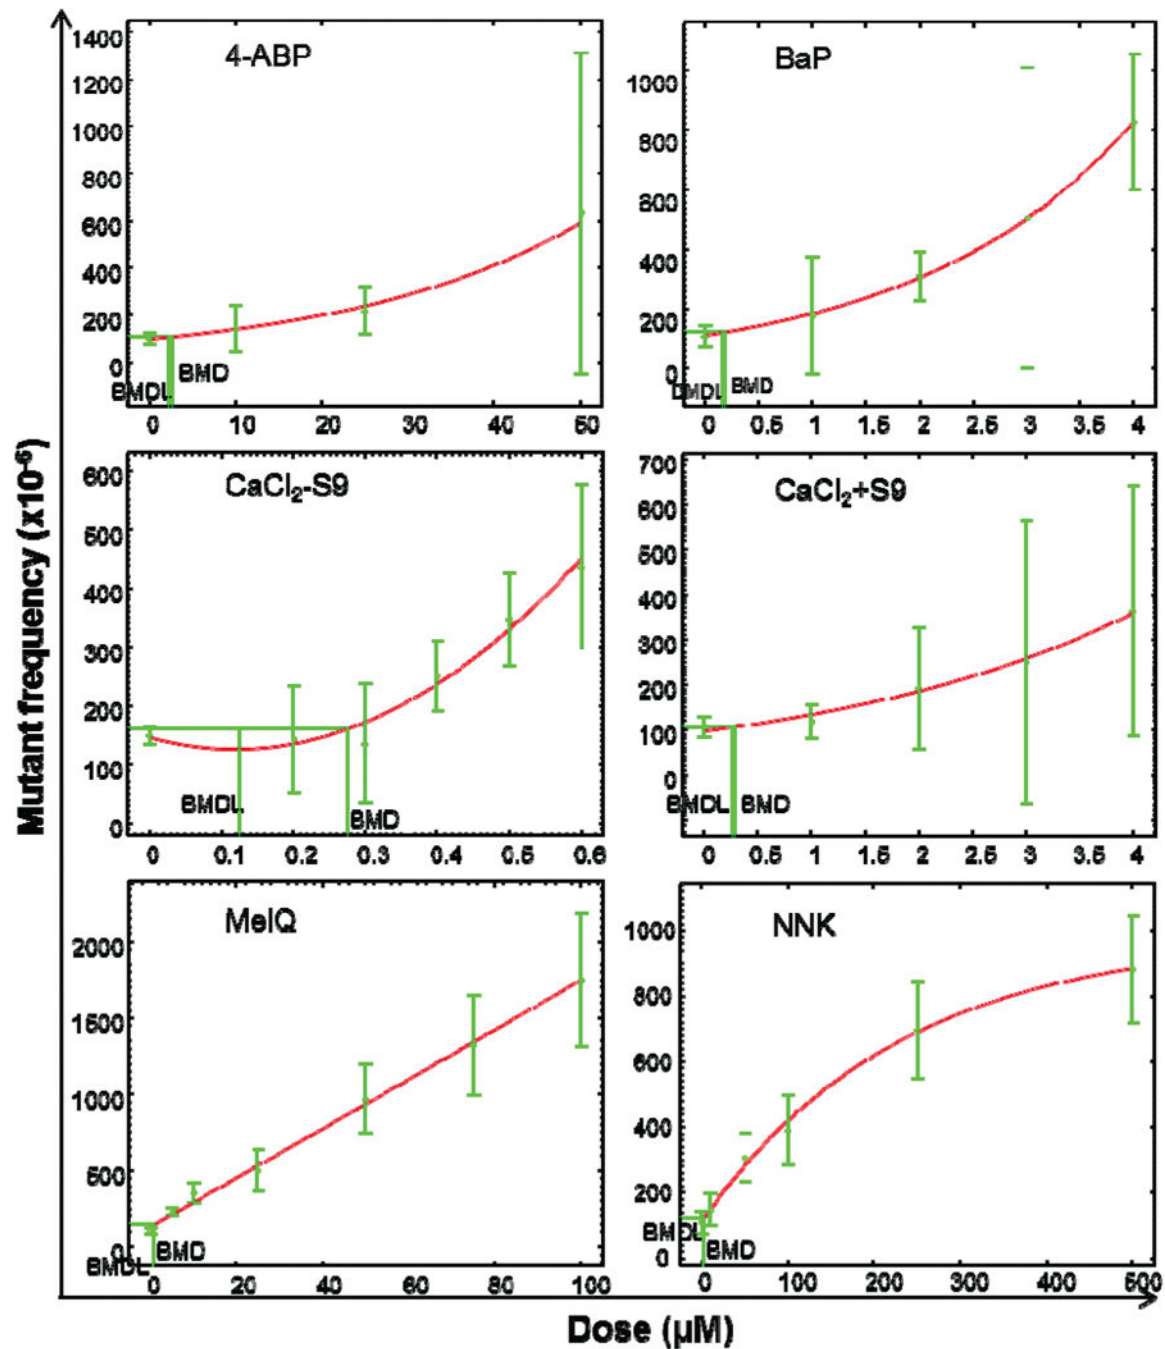 Mutant frequency (x10⁻⁶)
4-ABP
1400
1200
1000
800
600
400
200
0
BMDL BMD
0 10 20 30 40 50
BaP
1000
800
600
400
200
0
BMDL BMD
0 0.5 1 1.5 2 2.5 3 3.5 4
CaCl₂-S9
600
500
400
300
200
100
0
BMDL BMD
0 0.1 0.2 0.3 0.4 0.5 0.6
CaCl₂+S9
700
600
500
400
300
200
100
0
BMDL BMD
0 0.5 1 1.5 2 2.5 3 3.5 4
MeIQ
2000
1500
1000
500
0
BMDL BMD
0 20 40 60 80 100
NNK
1000
800
600
400
200
0
BMDL BMD
0 100 200 300 400 500
Dose (µM)